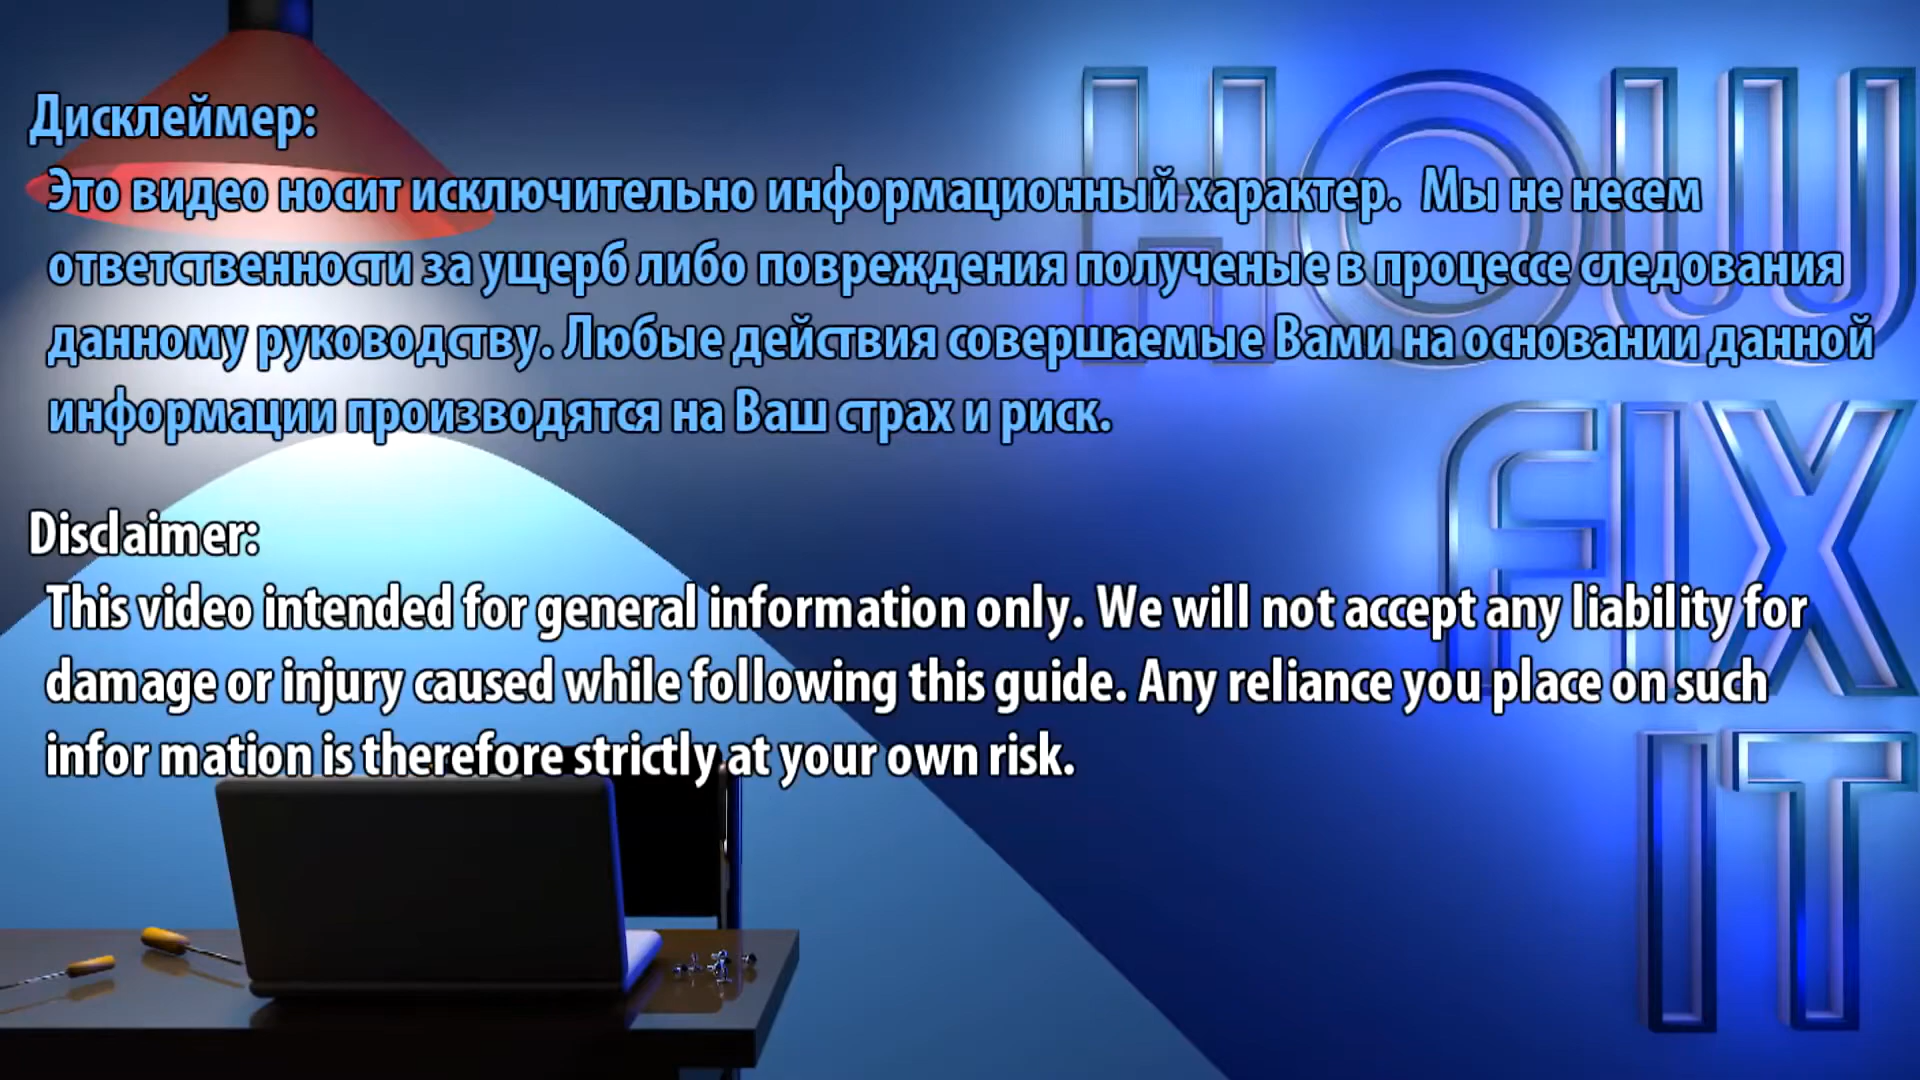 HOW
FIX
IT
Дисклеймер:
Это видео носит исключительно информационный характер. Мы не несем
ответственности за ущерб либо повреждения полученые в процессе следования
данному руководству. Любые действия совершаемые Вами на основании данной
информации производятся на Ваш страх и риск.
Disclaimer:
This video intended for general information only. We will not accept any liability for
damage or injury caused while following this guide. Any reliance you place on such
infor mation is therefore strictly at your own risk.